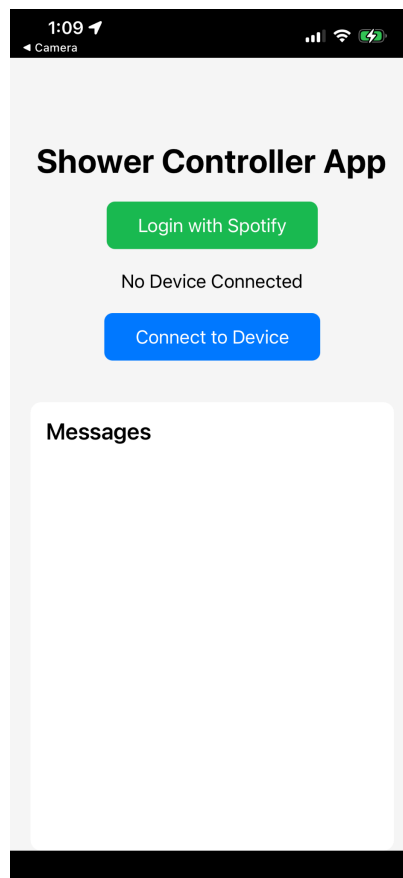 1:09
◀ Camera
Shower Controller App
Login with Spotify
No Device Connected
Connect to Device
Messages